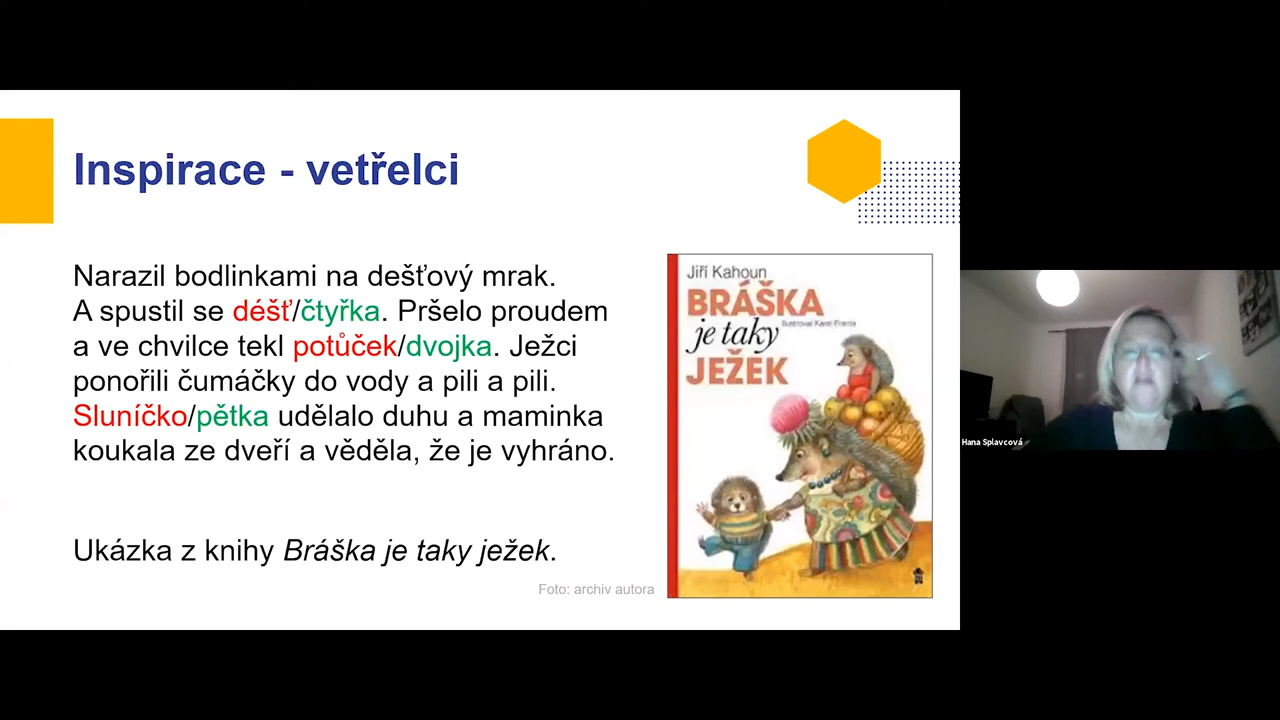 Inspirace - vetřelci
Narazil bodlinkami na dešťový mrak.
A spustil se déšť/čtyřka. Pršelo proudem
a ve chvilce tekl potůček/dvojka. Ježci
ponořili čumáčky do vody a pili a pili.
Sluníčko/pětka udělalo duhu a maminka
koukala ze dveří a věděla, že je vyhráno.
Ukázka z knihy Bráška je taky ježek.
Foto: archiv autora
Jiří Kahoun
BRÁŠKA
je taky
Ilustroval Karel Franta
JEŽEK
Hana Splavcová